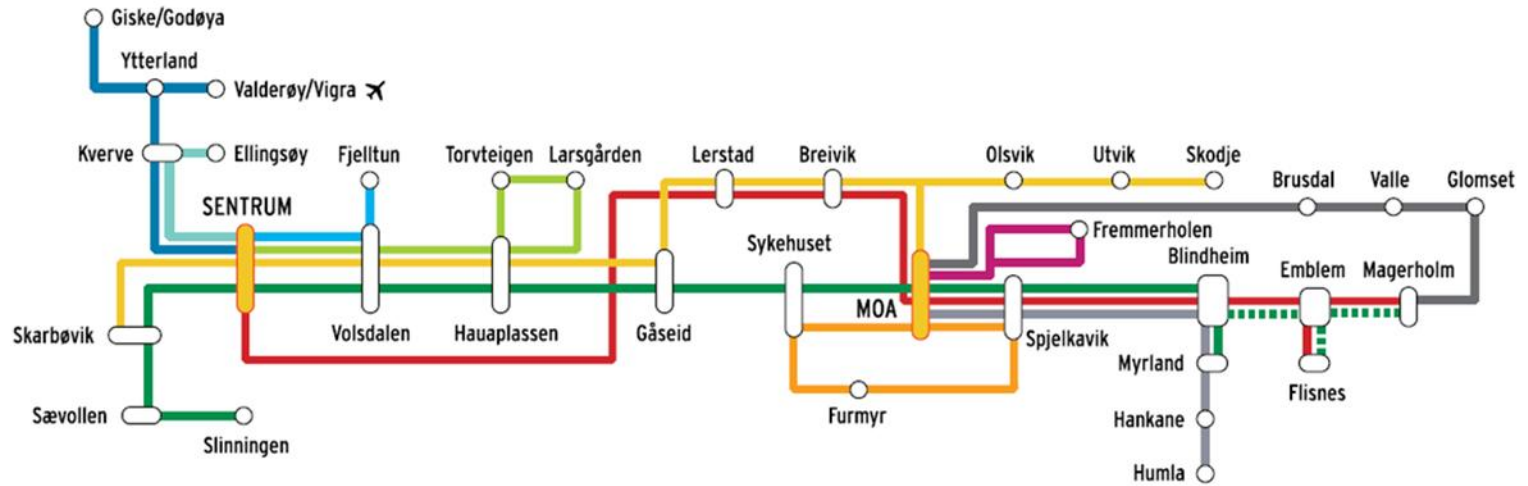 Giske/Godøya
Ytterland
Valderøy/Vigra
Kverve
Ellingsøy
Fjelltun
Torvteigen
Larsgården
Lerstad
Breivik
Olsvik
Utvik
Skodje
Brusdal
Valle
Glomset
SENTRUM
Sykehuset
Fremmerholen
Blindheim
Emblem
Magerholm
MOA
Skarbøvik
Volsdalen
Hauaplassen
Gåseid
Spjelkavik
Myrland
Flisnes
Sævollen
Slinningen
Furmyr
Hankane
Humla